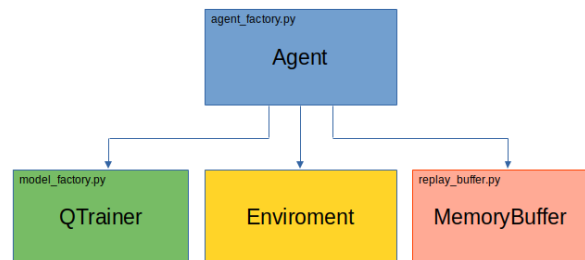 agent_factory.py
Agent
model_factory.py
QTrainer
Enviroment
replay_buffer.py
MemoryBuffer